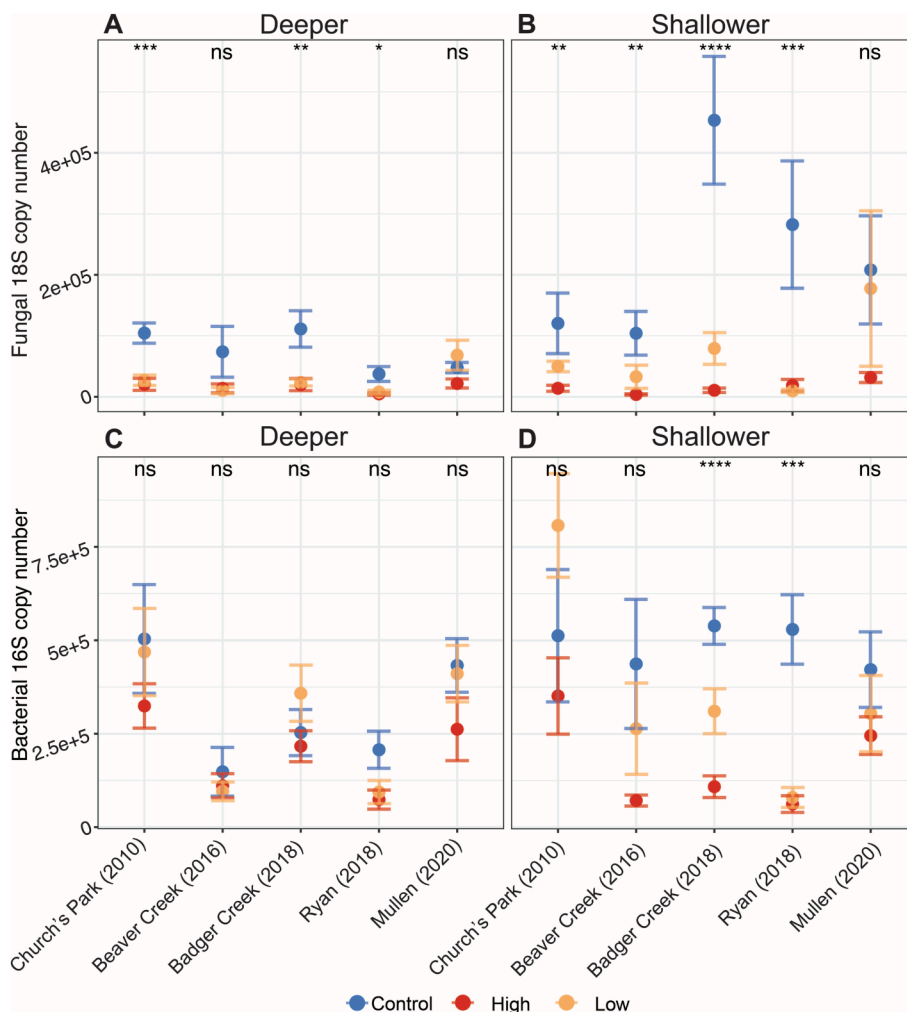 A Deeper
B Shallower
*** ns ** * ns
** ** **** *** ns
Fungal 18S copy number
4e+05
2e+05
0
C Deeper
D Shallower
ns ns ns ns ns
ns ns **** *** ns
Bacterial 16S copy number
7.5e+5
5e+5
2.5e+5
0
Church's Park (2010)
Beaver Creek (2016)
Badger Creek (2018)
Ryan (2018)
Mullen (2020)
Church's Park (2010)
Beaver Creek (2016)
Badger Creek (2018)
Ryan (2018)
Mullen (2020)
Control High Low